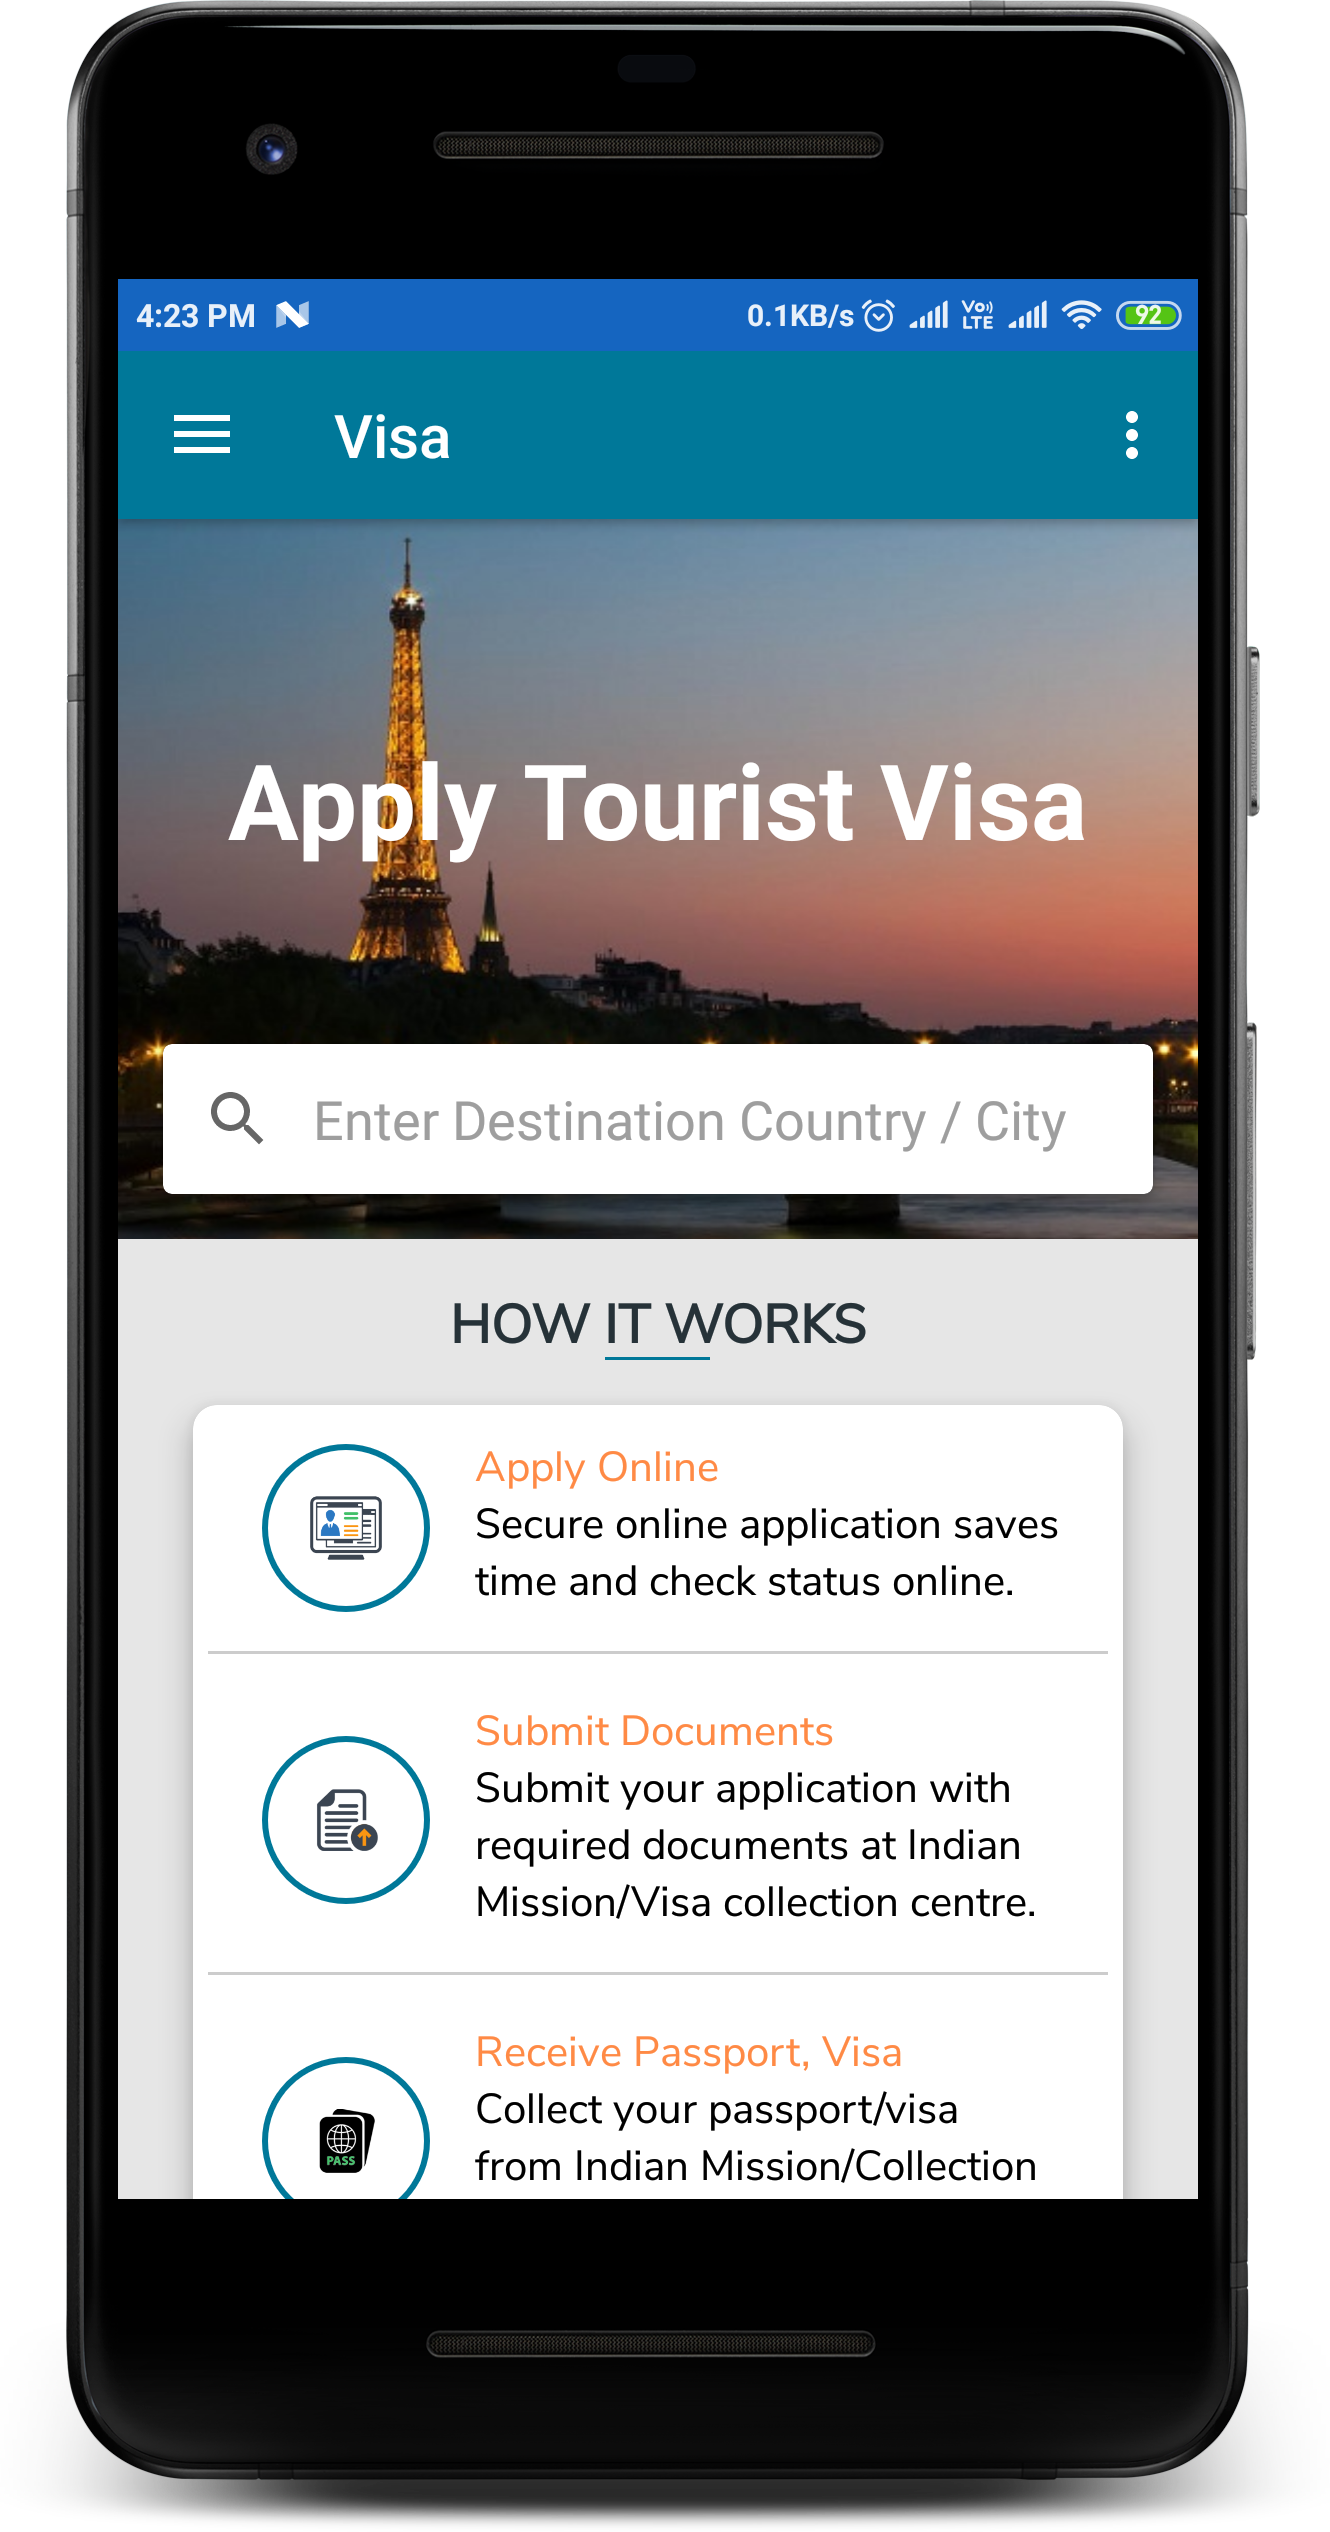 4:23 PM
0.1KB/s
Vo)) LTE
92
Visa
Apply Tourist Visa
Enter Destination Country / City
HOW IT WORKS
Apply Online
Secure online application saves
time and check status online.
Submit Documents
Submit your application with
required documents at Indian
Mission/Visa collection centre.
PASS
Receive Passport, Visa
Collect your passport/visa
from Indian Mission/Collection